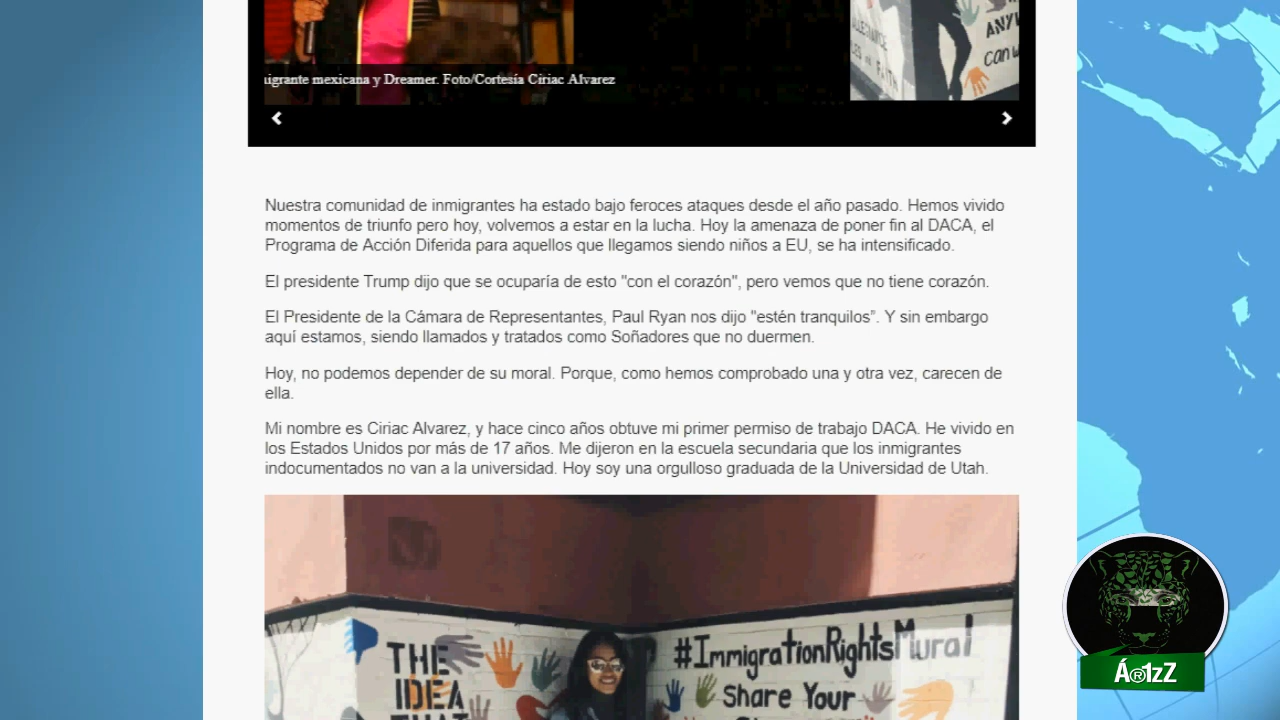 ALLEGIANCE
FAITH
ANYW
can w
migrante mexicana y Dreamer. Foto/Cortesía Ciriac Alvarez
Nuestra comunidad de inmigrantes ha estado bajo feroces ataques desde el año pasado. Hemos vivido
momentos de triunfo pero hoy, volvemos a estar en la lucha. Hoy la amenaza de poner fin al DACA, el
Programa de Acción Diferida para aquellos que llegamos siendo niños a EU, se ha intensificado.
El presidente Trump dijo que se ocuparía de esto "con el corazón", pero vemos que no tiene corazón.
El Presidente de la Cámara de Representantes, Paul Ryan nos dijo "estén tranquilos”. Y sin embargo
aquí estamos, siendo llamados y tratados como Soñadores que no duermen.
Hoy, no podemos depender de su moral. Porque, como hemos comprobado una y otra vez, carecen de
ella.
Mi nombre es Ciriac Alvarez, y hace cinco años obtuve mi primer permiso de trabajo DACA. He vivido en
los Estados Unidos por más de 17 años. Me dijeron en la escuela secundaria que los inmigrantes
indocumentados no van a la universidad. Hoy soy una orgulloso graduada de la Universidad de Utah.
THE
IDEA
THAT
#ImmigrationRightsMural
Share Your
Á®1zZ